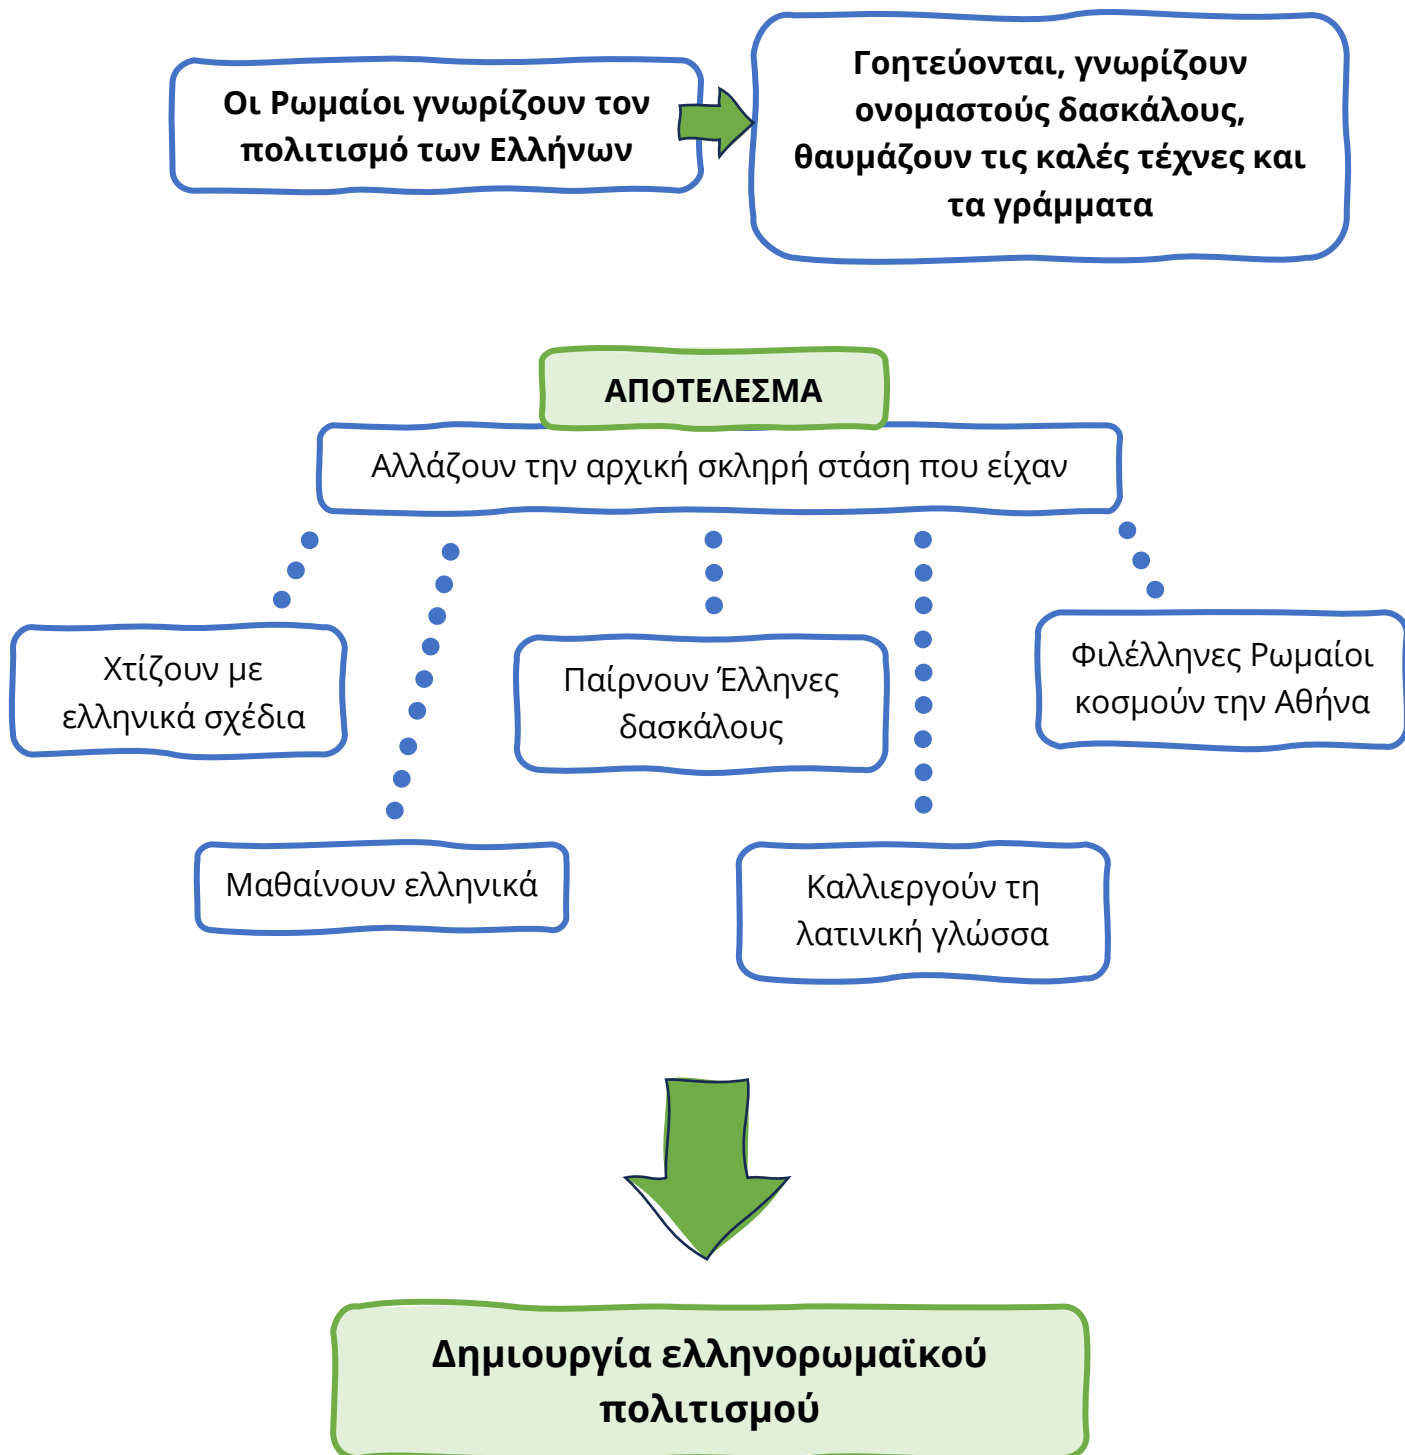 Οι Ρωμαίοι γνωρίζουν τον
πολιτισμό των Ελλήνων
Γοητεύονται, γνωρίζουν
ονομαστούς δασκάλους,
θαυμάζουν τις καλές τέχνες και
τα γράμματα
ΑΠΟΤΕΛΕΣΜΑ
Αλλάζουν την αρχική σκληρή στάση που είχαν
Χτίζουν με
ελληνικά σχέδια
Παίρνουν Έλληνες
δασκάλους
Φιλέλληνες Ρωμαίοι
κοσμούν την Αθήνα
Μαθαίνουν ελληνικά
Καλλιεργούν τη
λατινική γλώσσα
Δημιουργία ελληνορωμαϊκού
πολιτισμού